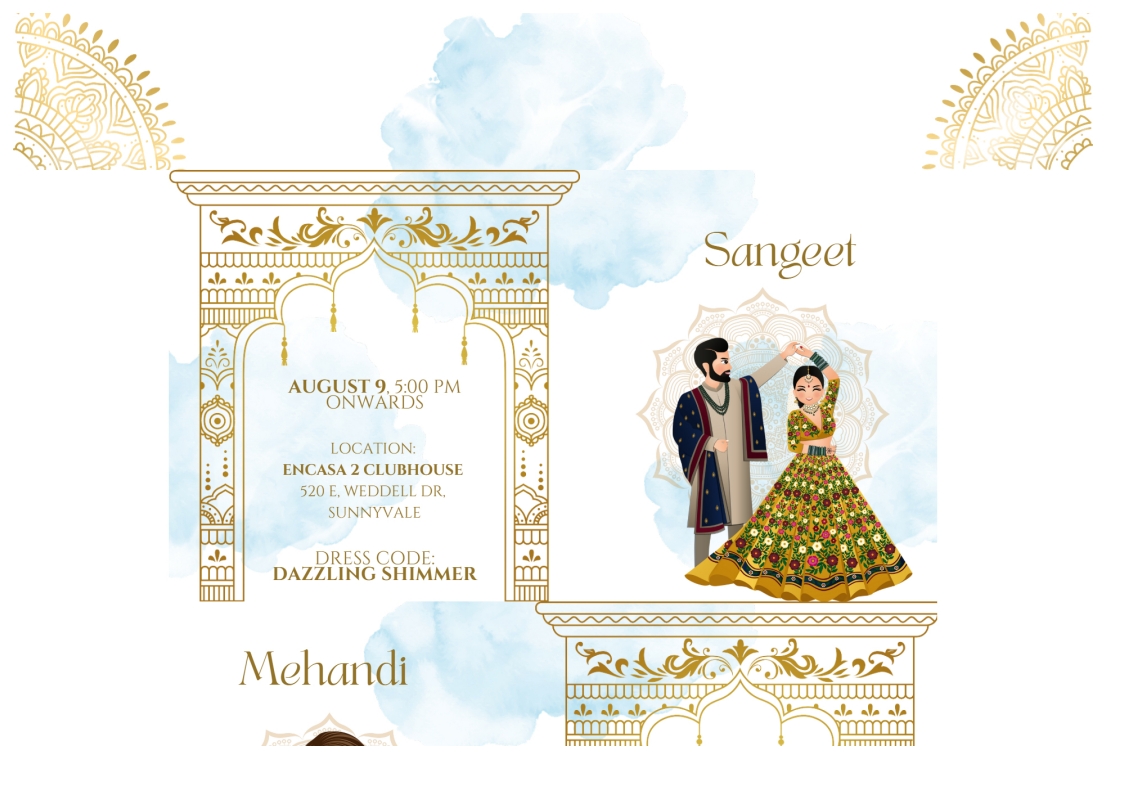 Sangeet
AUGUST 9, 5:00 PM
ONWARDS
LOCATION:
ENCASA 2 CLUBHOUSE
520 E, WEDDELL DR,
SUNNYVALE
DRESS CODE:
DAZZLING SHIMMER
Mehandi